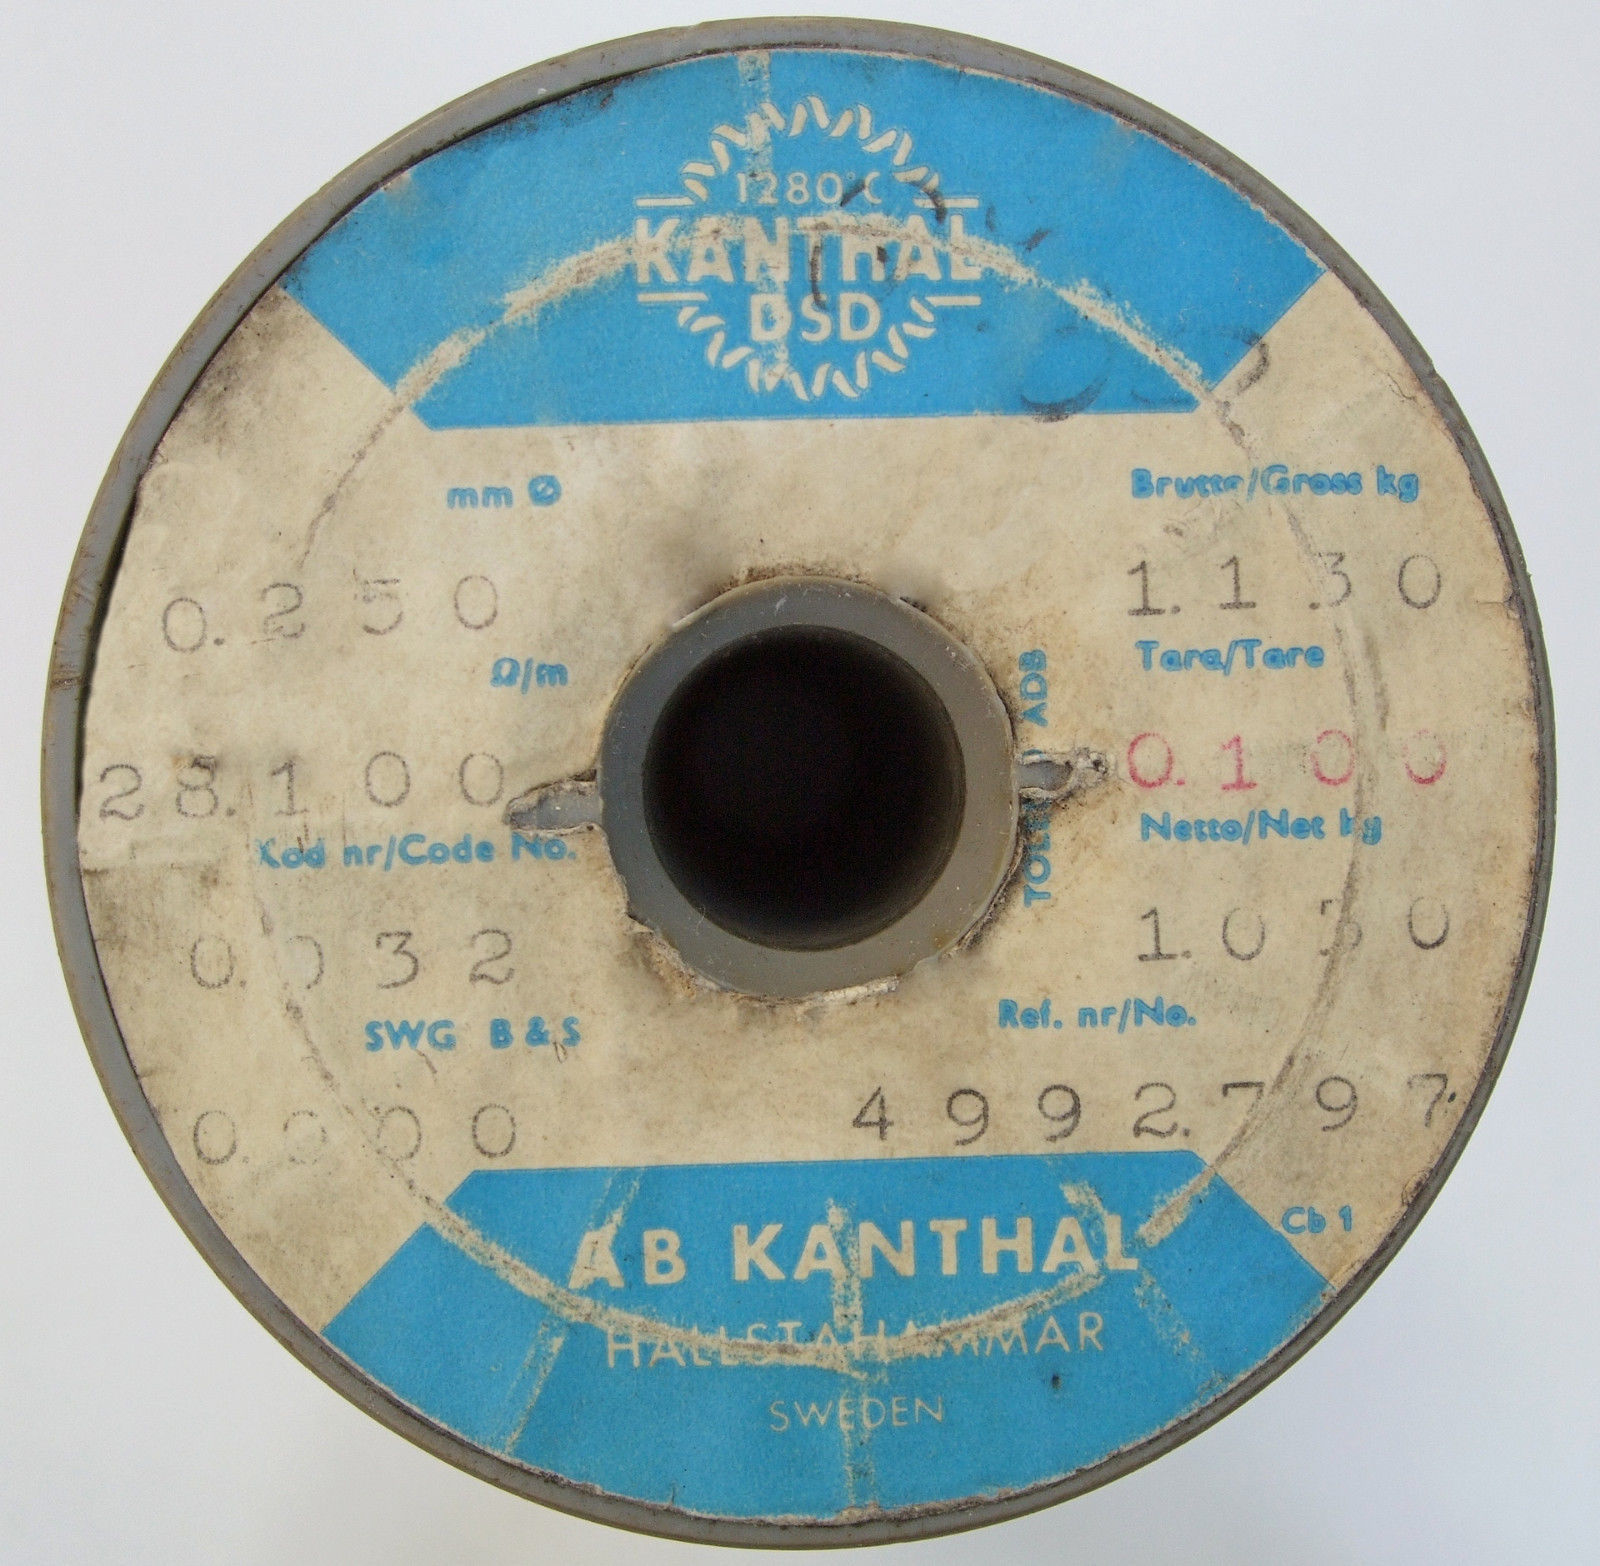 1280°C
KANTHAL
DSD
mm Ø
0.250
Ω/m
28.100
Kod nr/Code No.
0.032
SWG B & S
0.000
Brutto/Gross kg
1.130
Tara/Tare
0.100
Netto/Net kg
1.030
Ref. nr/No.
4992.797
ADB
Cb 1
AB KANTHAL
HALLSTAHAMMAR
SWEDEN